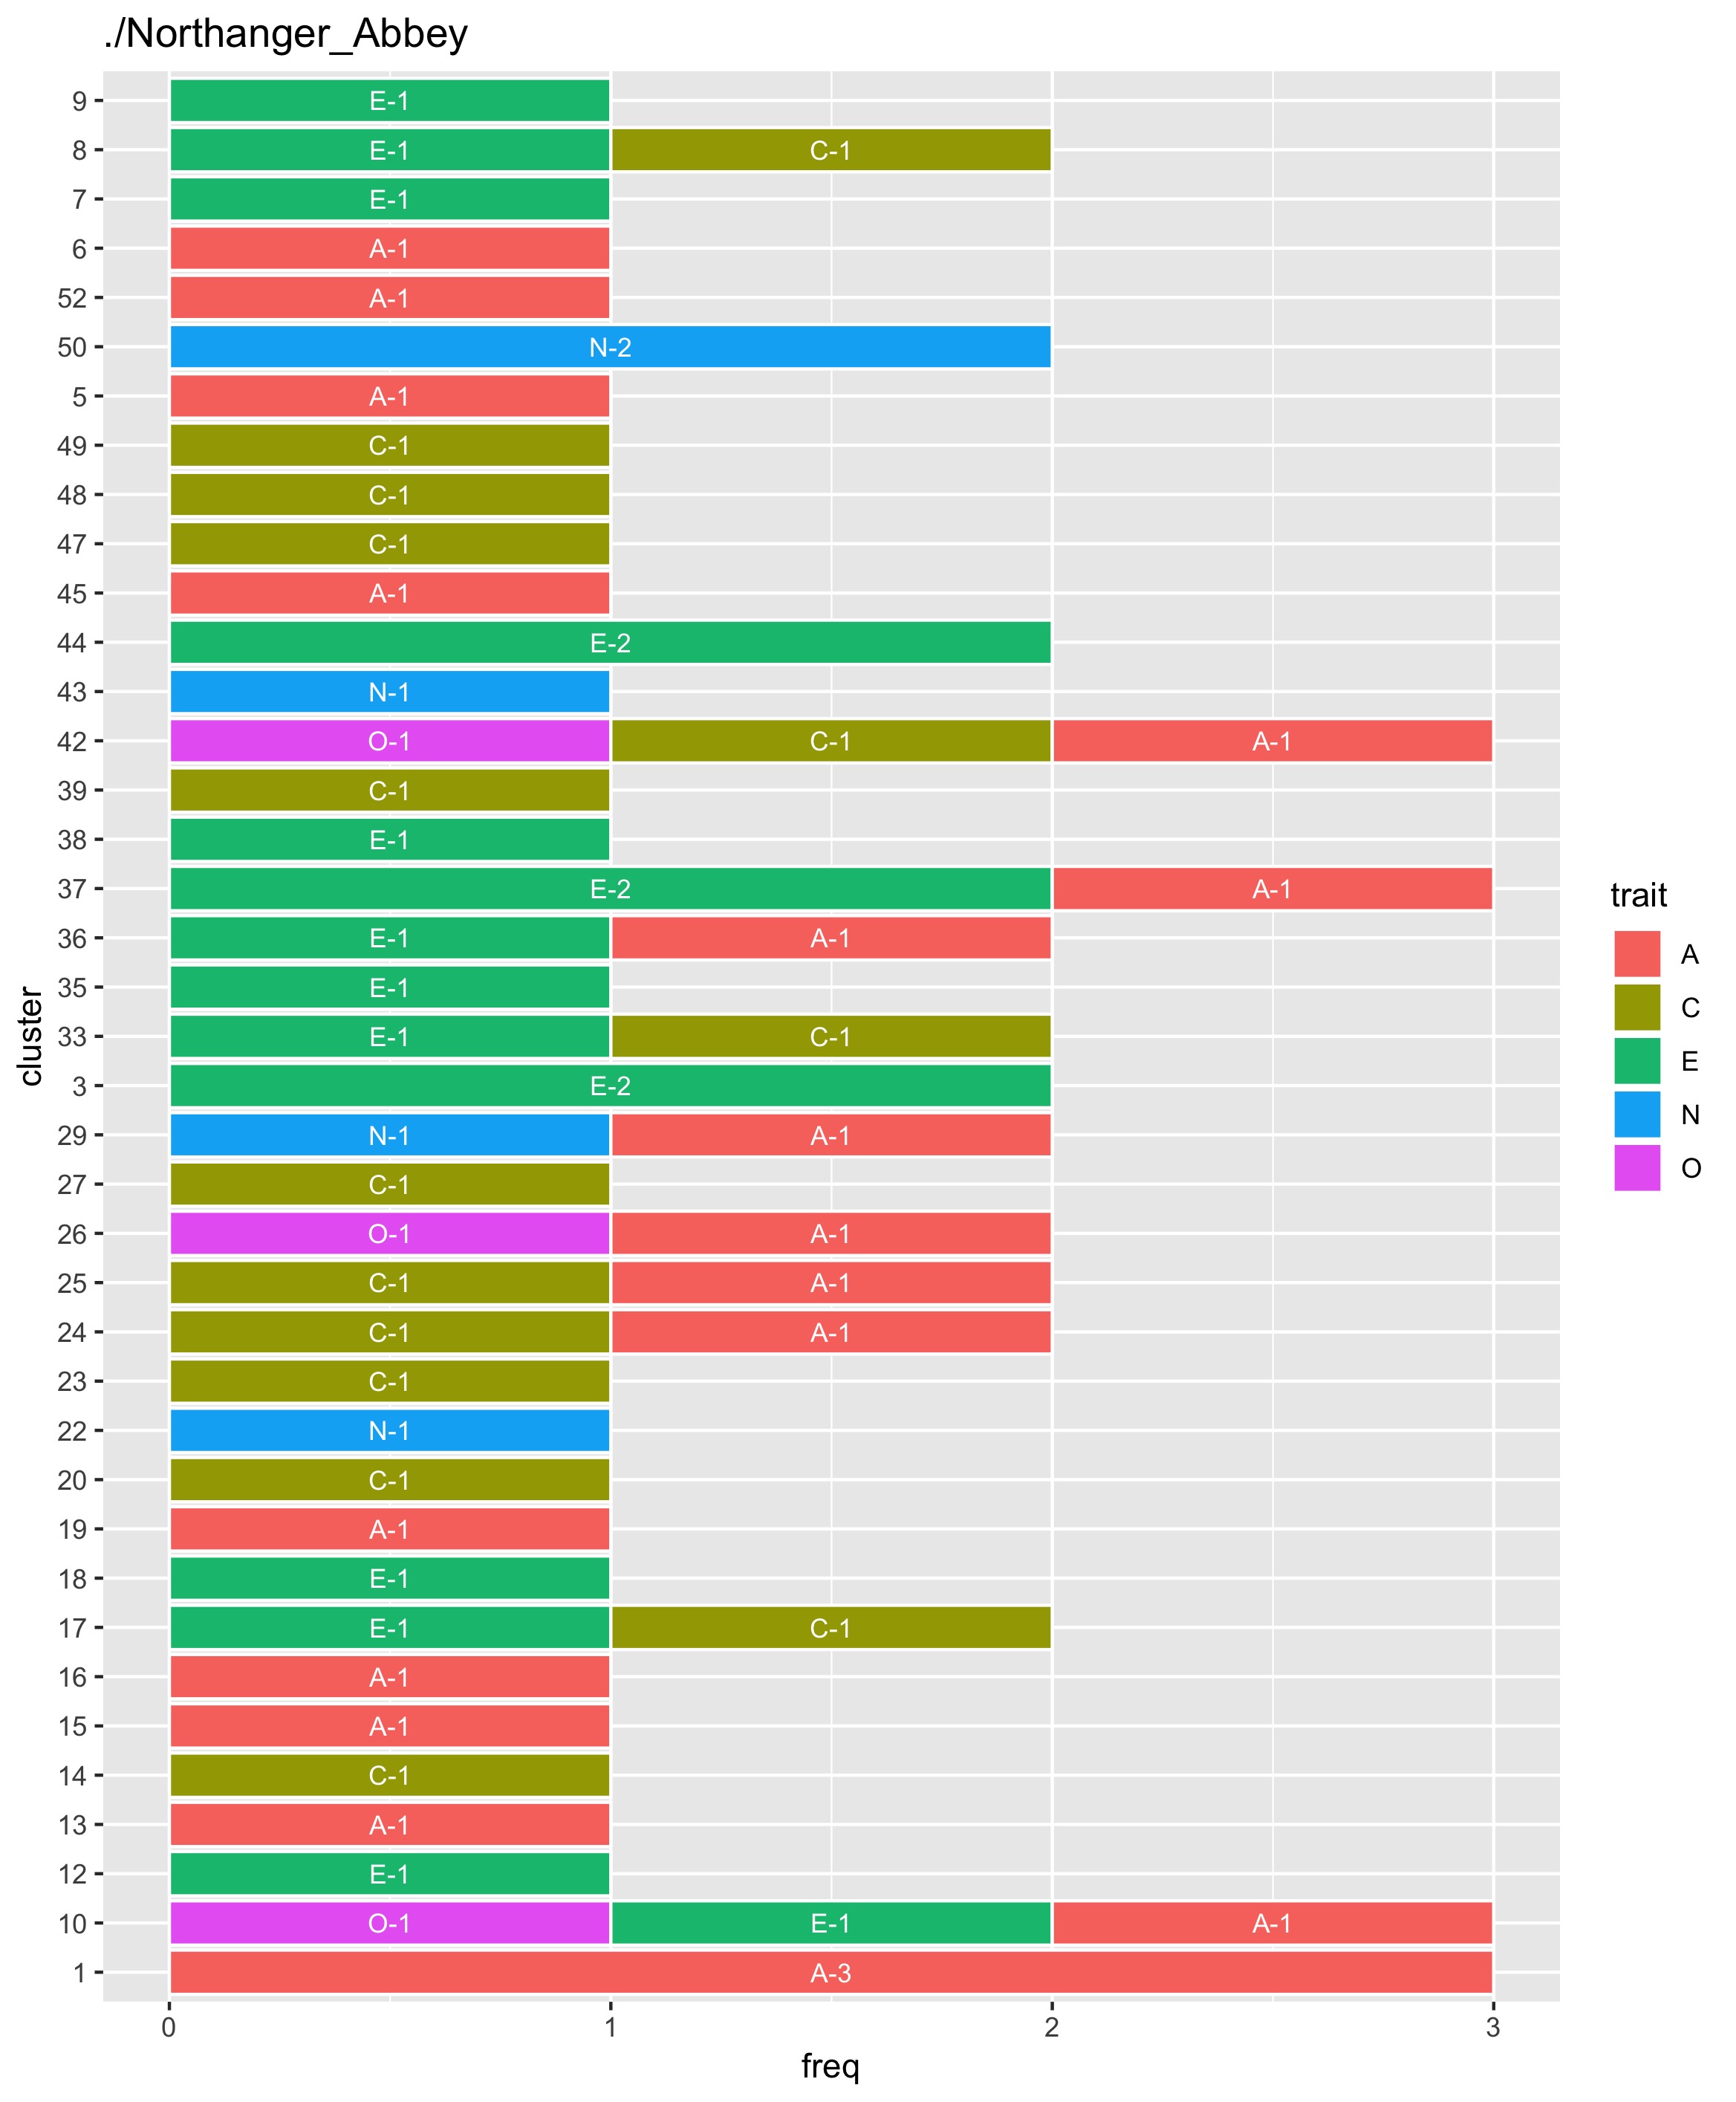 ./Northanger_Abbey
9 E-1
8 E-1 C-1
7 E-1
6 A-1
52 A-1
50 N-2
5 A-1
49 C-1
48 C-1
47 C-1
45 A-1
44 E-2
43 N-1
42 O-1 C-1 A-1
39 C-1
38 E-1
37 E-2 A-1
36 E-1 A-1
35 E-1
33 E-1 C-1
3 E-2
29 N-1 A-1
27 C-1
26 O-1 A-1
25 C-1 A-1
24 C-1 A-1
23 C-1
22 N-1
20 C-1
19 A-1
18 E-1
17 E-1 C-1
16 A-1
15 A-1
14 C-1
13 A-1
12 E-1
10 O-1 E-1 A-1
1 A-3
0 1 2 3
freq
cluster
trait
A
C
E
N
O